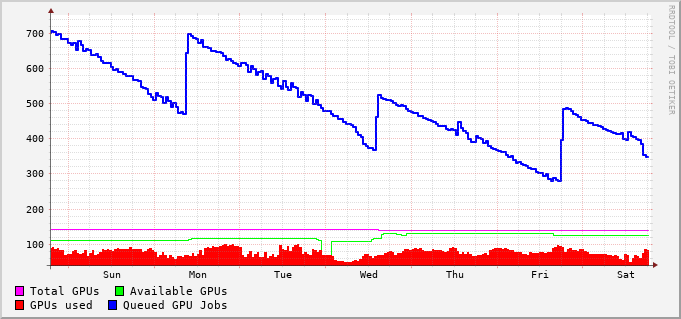 RRDTOOL / TOBI OETIKER
700
600
500
400
300
200
100
Sun Mon Tue Wed Thu Fri Sat
Total GPUs Available GPUs
GPUs used Queued GPU Jobs